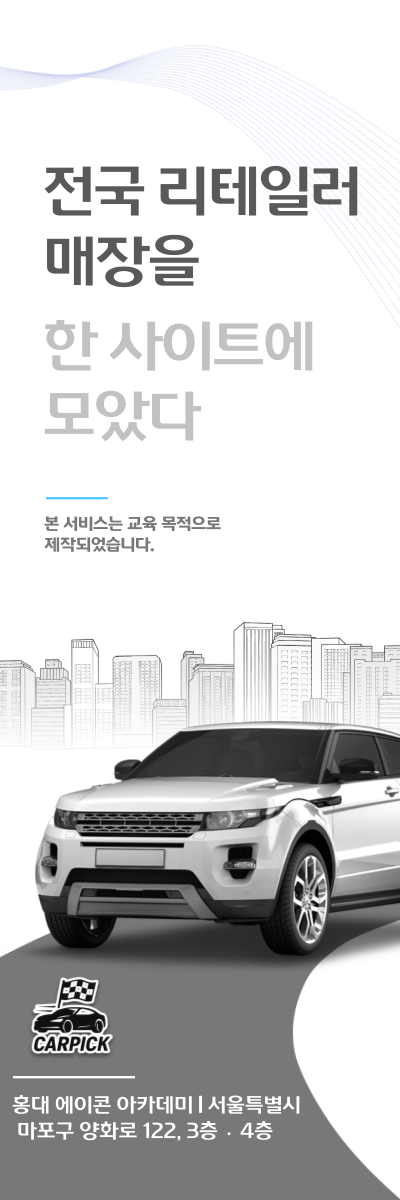 전국 리테일러
매장을
한 사이트에
모았다
본 서비스는 교육 목적으로
제작되었습니다.
CARPICK
홍대 에이콘 아카데미 | 서울특별시
마포구 양화로 122, 3층 · 4층